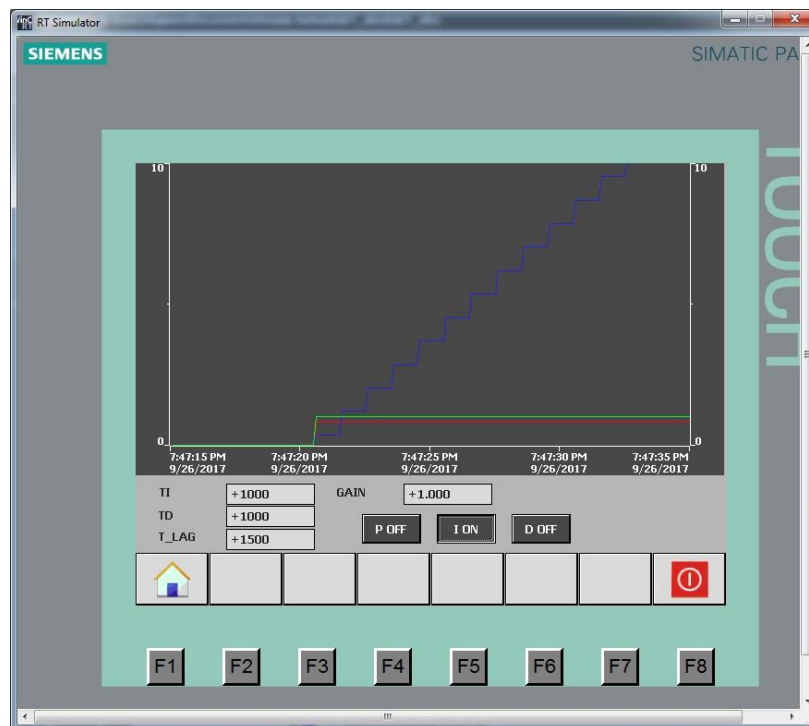 RT Simulator
SIEMENS
SIMATIC PA
TOUCH
10
10
0
0
7:47:15 PM 7:47:20 PM 7:47:25 PM 7:47:30 PM 7:47:35 PM
9/26/2017 9/26/2017 9/26/2017 9/26/2017 9/26/2017
TI +1000 GAIN +1.000
TD +1000 P OFF I ON D OFF
T_LAG +1500
F1 F2 F3 F4 F5 F6 F7 F8